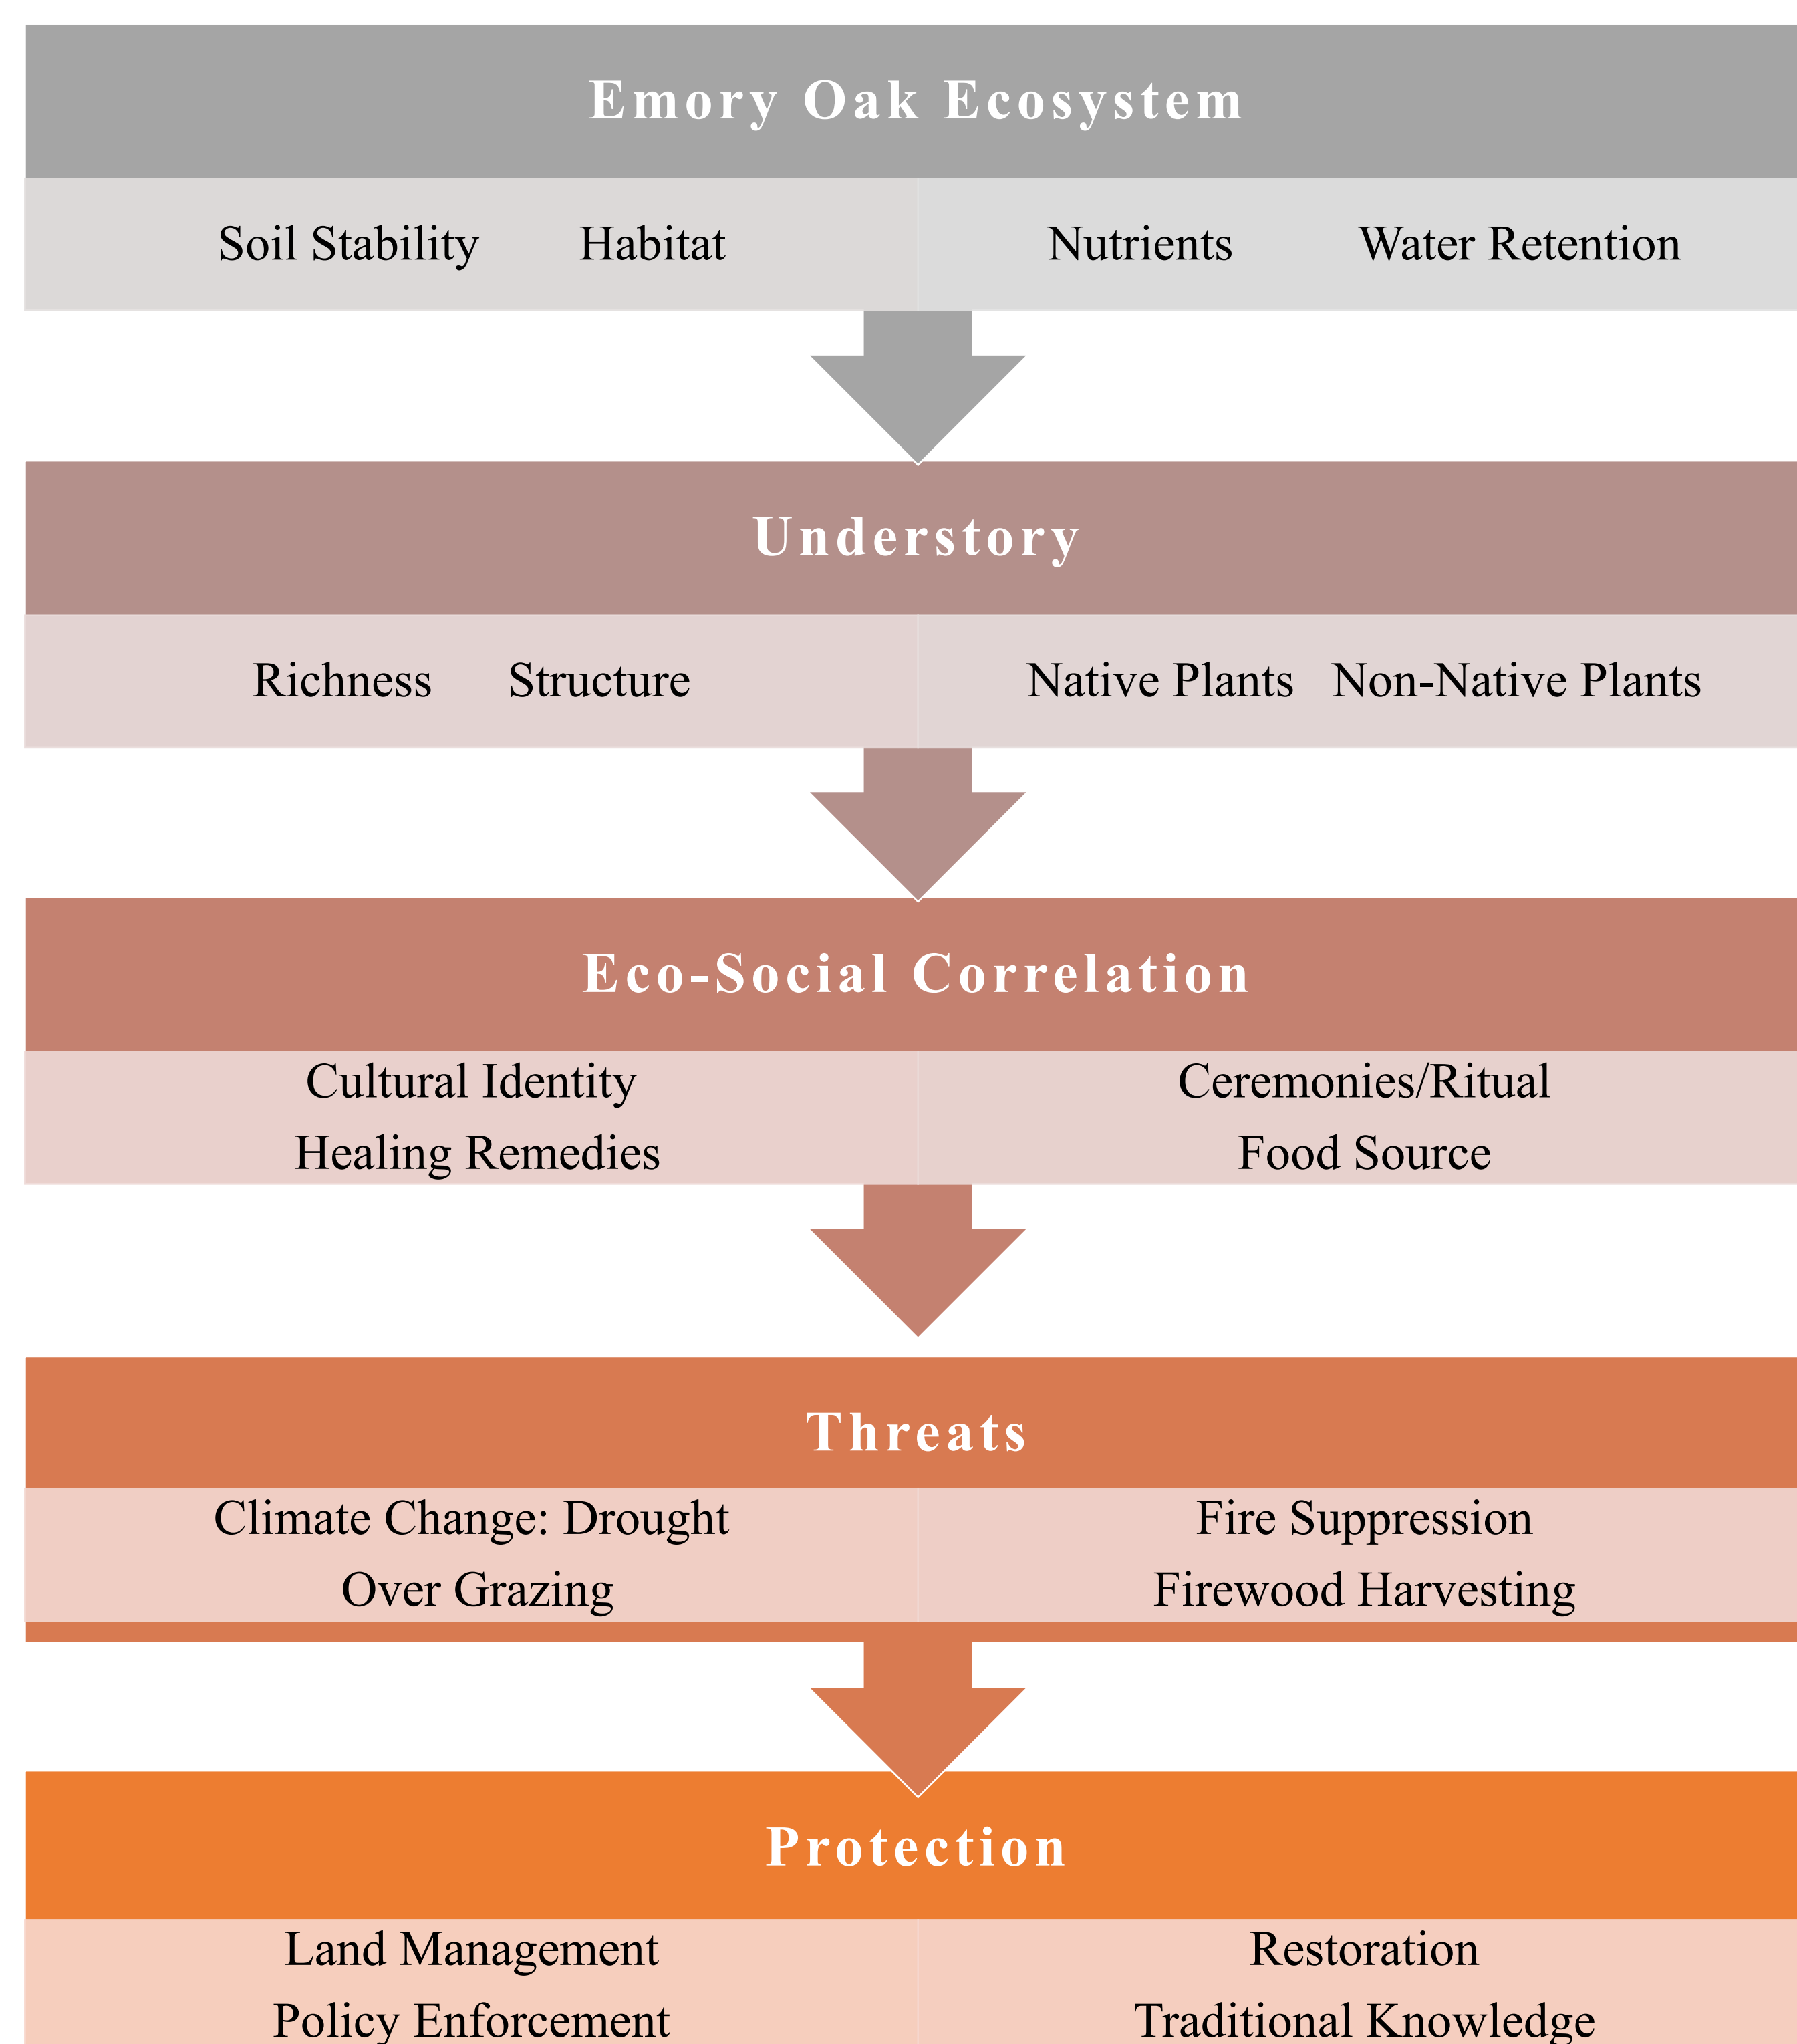 Emory Oak Ecosystem
Soil Stability Habitat Nutrients Water Retention
Understory
Richness Structure Native Plants Non-Native Plants
Eco-Social Correlation
Cultural Identity
Healing Remedies
Ceremonies/Ritual
Food Source
Threats
Climate Change: Drought
Over Grazing
Fire Suppression
Firewood Harvesting
Protection
Land Management
Policy Enforcement
Restoration
Traditional Knowledge